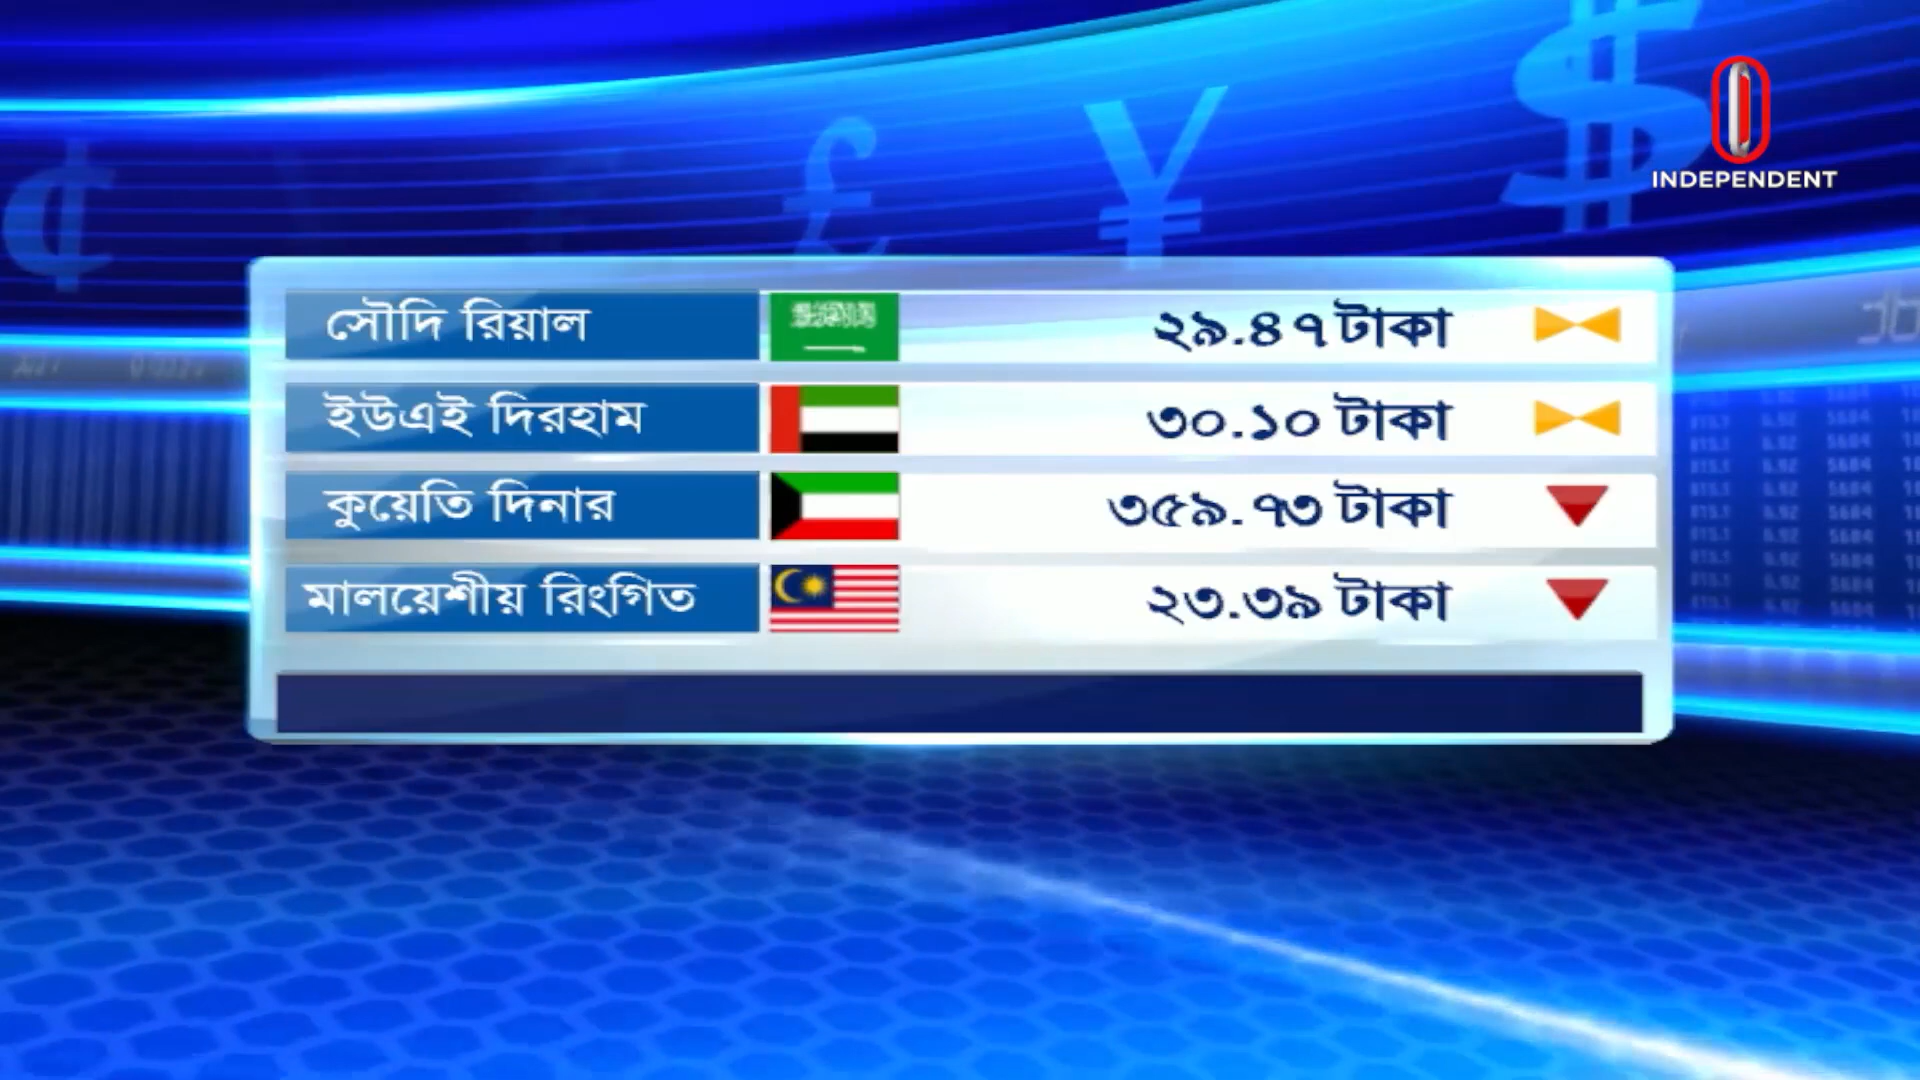 INDEPENDENT
সৌদি রিয়াল ২৯.৪৭ টাকা
ইউএই দিরহাম ৩০.১০ টাকা
কুয়েতি দিনার ৩৫৯.৭৩ টাকা
মালয়েশীয় রিংগিত ২৩.৩৯ টাকা